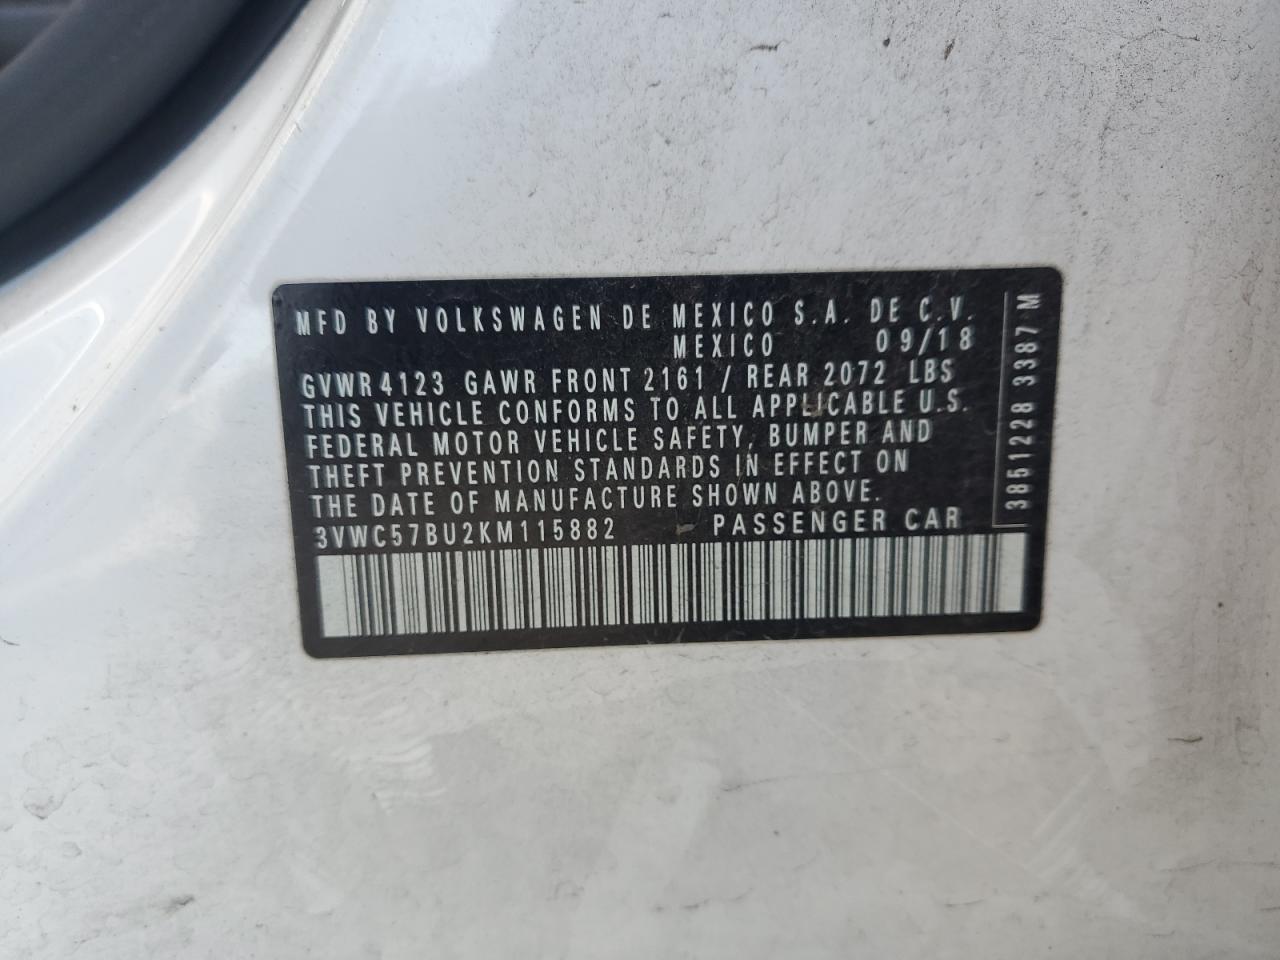 MFD BY VOLKSWAGEN DE MEXICO S.A. DE C.V.
MEXICO 09/18
GVWR 4123 GAWR FRONT 2161 / REAR 2072 LBS
THIS VEHICLE CONFORMS TO ALL APPLICABLE U.S.
FEDERAL MOTOR VEHICLE SAFETY, BUMPER AND
THEFT PREVENTION STANDARDS IN EFFECT ON
THE DATE OF MANUFACTURE SHOWN ABOVE.
3VWC57BU2KM115882 PASSENGER CAR
3851228 3387 M